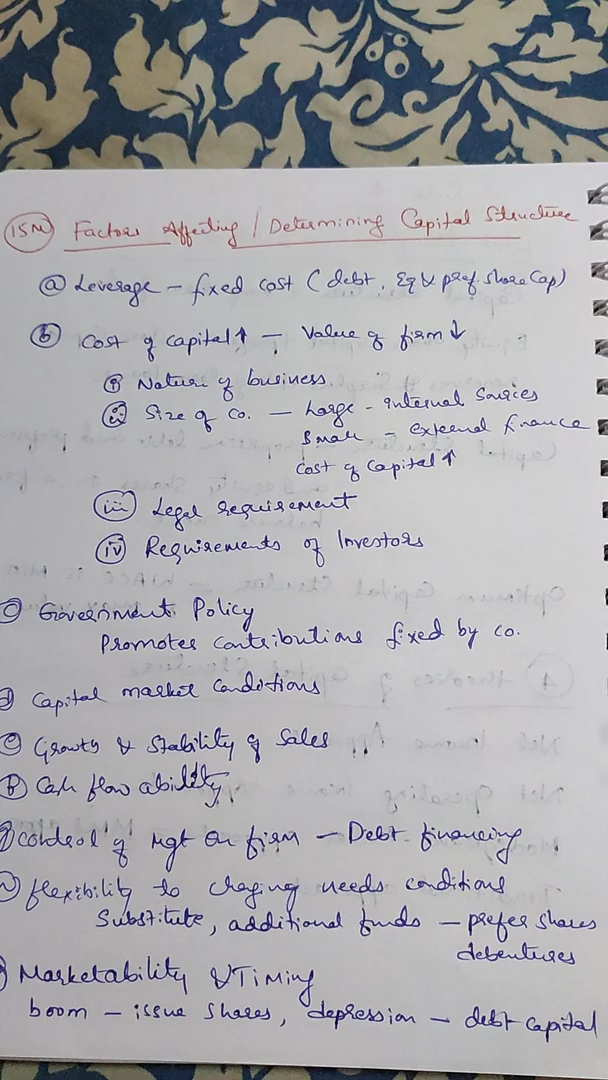 15M Factors Affecting / Determining Capital Structure
a Leverage - fixed cost (debt, Eq & pref. share Cap)
b Cost of capital ↑ - Value of firm ↓
i Nature of business.
ii Size of co. - Large - internal sources
Small - external finance
Cost of Capital ↑
iii Legal requirement
iv Requirements of Investors
c Government Policy
Promotes contributions fixed by co.
d Capital market conditions
e Growth & Stability of Sales
f Cash flow ability
g control of mgt on firm - Debt financing
h flexibility to changing needs conditions
Substitute, additional funds - prefer shares
debentures
Marketability & Timing
boom - issue shares, depression - debt capital